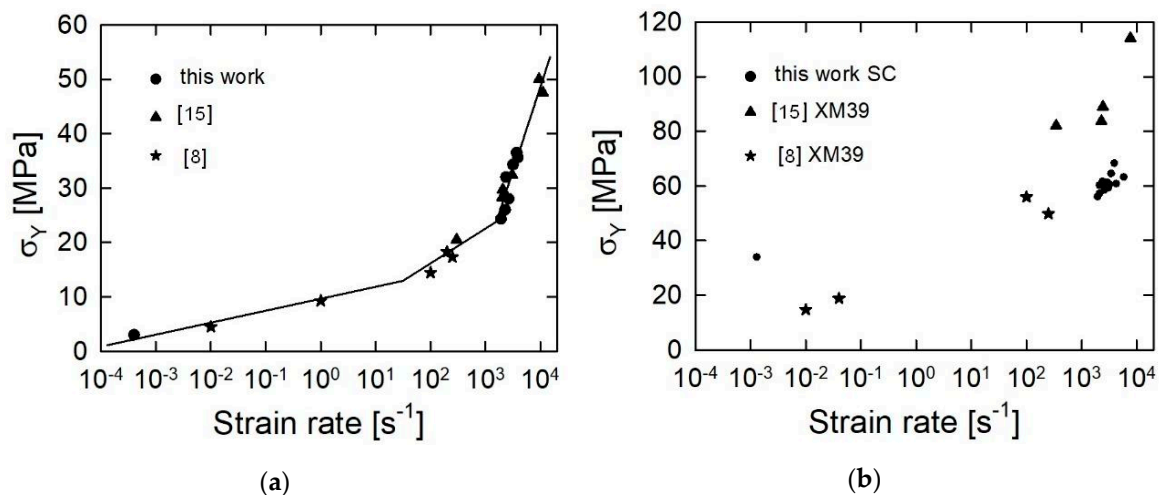 60
50
40
30
20
10
0
σY [MPa]
this work
[15]
[8]
10⁻⁴ 10⁻³ 10⁻² 10⁻¹ 10⁰ 10¹ 10² 10³ 10⁴
Strain rate [s⁻¹]
(a)
120
100
80
60
40
20
0
σY [MPa]
this work SC
[15] XM39
[8] XM39
10⁻⁴ 10⁻³ 10⁻² 10⁻¹ 10⁰ 10¹ 10² 10³ 10⁴
Strain rate [s⁻¹]
(b)